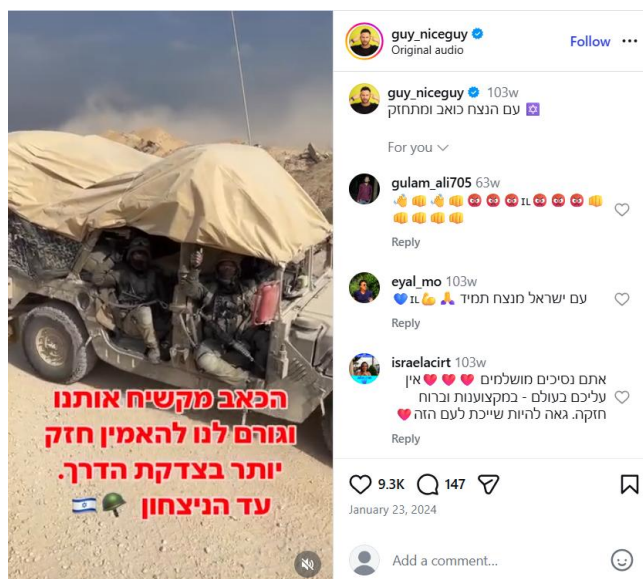 הכאב מקשיח אותנו
וגורם לנו להאמין חזק
יותר בצדקת הדרך.
עד הניצחון 🪖🇮🇱
guy_niceguy
Original audio
Follow
guy_niceguy 103w
עם הנצח כואב ומתחזק ✡️
For you
gulam_ali705 63w
👋👊👋👊😡😡😡🇮🇱😡😡😡👊
👊👊👊👊
Reply
eyal_mo 103w
עם ישראל מנצח תמיד 🙏💪🇮🇱💙
Reply
israelacirt 103w
אתם נסיכים מושלמים ❤️❤️❤️❤️אין
עליכם בעולם - במקצוענות וברוח
חזקה. גאה להיות שייכת לעם הזה❤️
Reply
9.3K 147
January 23, 2024
Add a comment...